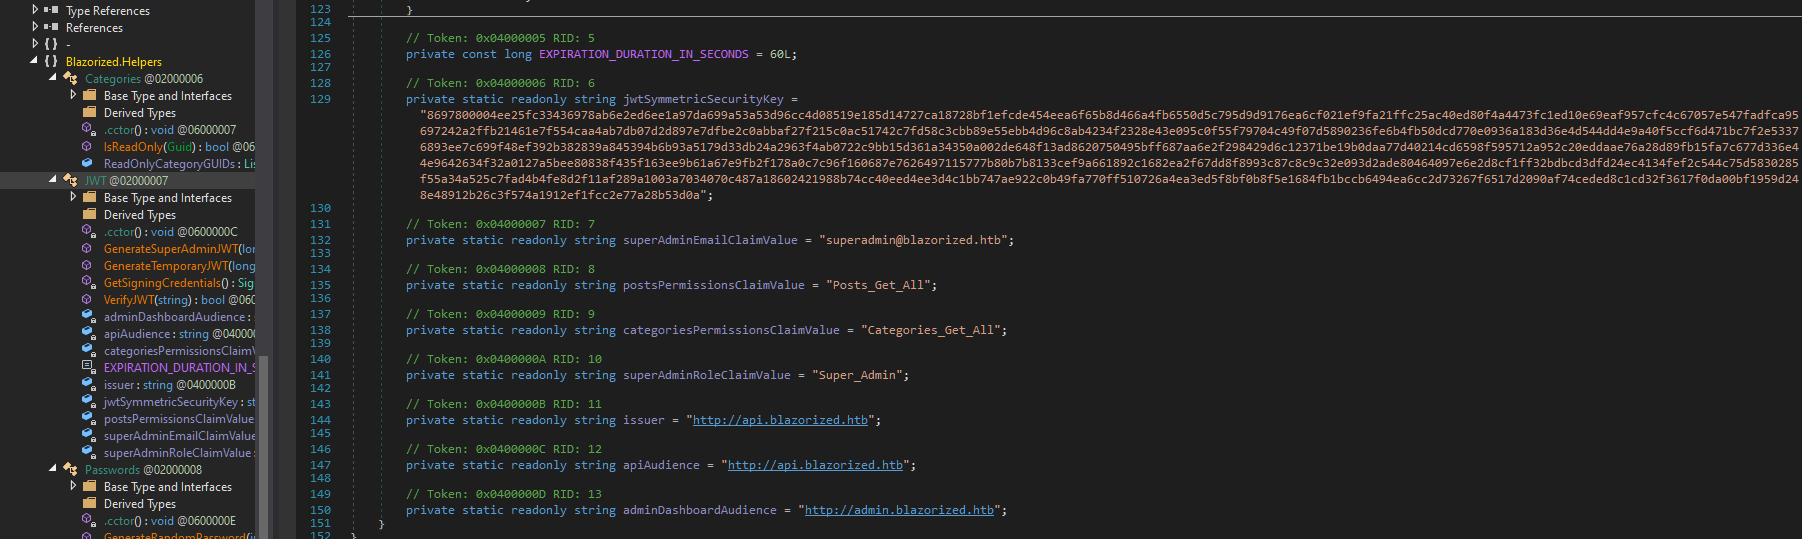 Type References
References
{ } -
{ } Blazorized.Helpers
Categories @02000006
Base Type and Interfaces
Derived Types
.cctor() : void @06000007
IsReadOnly(Guid) : bool @06
ReadOnlyCategoryGUIDs : Lis
JWT @02000007
Base Type and Interfaces
Derived Types
.cctor() : void @0600000C
GenerateSuperAdminJWT(lon
GenerateTemporaryJWT(long
GetSigningCredentials() : Sig
VerifyJWT(string) : bool @060
adminDashboardAudience :
apiAudience : string @04000
categoriesPermissionsClaimV
EXPIRATION_DURATION_IN_S
issuer : string @0400000B
jwtSymmetricSecurityKey : st
postsPermissionsClaimValue
superAdminEmailClaimValue
superAdminRoleClaimValue :
Passwords @02000008
Base Type and Interfaces
Derived Types
.cctor() : void @0600000E
GenerateRandomPassword(i
123 }
124
125 // Token: 0x04000005 RID: 5
126 private const long EXPIRATION_DURATION_IN_SECONDS = 60L;
127
128 // Token: 0x04000006 RID: 6
129 private static readonly string jwtSymmetricSecurityKey =
"8697800004ee25fc33436978ab6e2ed6ee1a97da699a53a53d96cc4d08519e185d14727ca18728bf1efcde454eea6f65b8d466a4fb6550d5c795d9d9176ea6cf021ef9fa21ffc25ac40ed80f4a4473fc1ed10e69eaf957cfc4c67057e547fadfca95
697242a2ffb21461e7f554caa4ab7db07d2d897e7dfbe2c0abbaf27f215c0ac51742c7fd58c3cbb89e55ebb4d96c8ab4234f2328e43e095c0f55f79704c49f07d5890236fe6b4fb50dcd770e0936a183d36e4d544dd4e9a40f5ccf6d471bc7f2e5337
6893ee7c699f48ef392b382839a845394b6b93a5179d33db24a2963f4ab0722c9bb15d361a34350a002de648f13ad8620750495bff687aa6e2f298429d6c12371be19b0daa77d40214cd6598f595712a952c20eddaae76a28d89fb15fa7c677d336e4
4e9642634f32a0127a5bee80838f435f163ee9b61a67e9fb2f178a0c7c96f160687e7626497115777b80b7b8133cef9a661892c1682ea2f67dd8f8993c87c8c9c32e093d2ade80464097e6e2d8cf1ff32bdbcd3dfd24ec4134fef2c544c75d5830285
f55a34a525c7fad4b4fe8d2f11af289a1003a7034070c487a18602421988b74cc40eed4ee3d4c1bb747ae922c0b49fa770ff510726a4ea3ed5f8bf0b8f5e1684fb1bccb6494ea6cc2d73267f6517d2090af74ceded8c1cd32f3617f0da00bf1959d24
8e48912b26c3f574a1912ef1fcc2e77a28b53d0a";
130
131 // Token: 0x04000007 RID: 7
132 private static readonly string superAdminEmailClaimValue = "superadmin@blazorized.htb";
133
134 // Token: 0x04000008 RID: 8
135 private static readonly string postsPermissionsClaimValue = "Posts_Get_All";
136
137 // Token: 0x04000009 RID: 9
138 private static readonly string categoriesPermissionsClaimValue = "Categories_Get_All";
139
140 // Token: 0x0400000A RID: 10
141 private static readonly string superAdminRoleClaimValue = "Super_Admin";
142
143 // Token: 0x0400000B RID: 11
144 private static readonly string issuer = "http://api.blazorized.htb";
145
146 // Token: 0x0400000C RID: 12
147 private static readonly string apiAudience = "http://api.blazorized.htb";
148
149 // Token: 0x0400000D RID: 13
150 private static readonly string adminDashboardAudience = "http://admin.blazorized.htb";
151 }
152 }